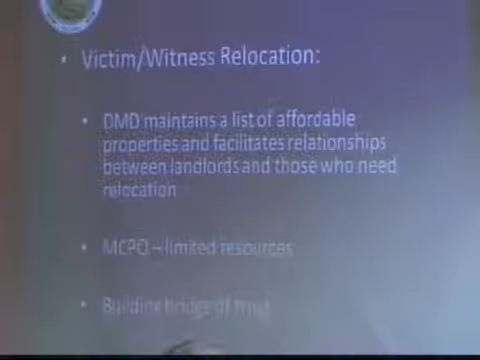 • Victim/Witness Relocation:
• DMD maintains a list of affordable
properties and facilitates relationships
between landlords and those who need
relocation
• MCPO – limited resources
• Building bridge of trust